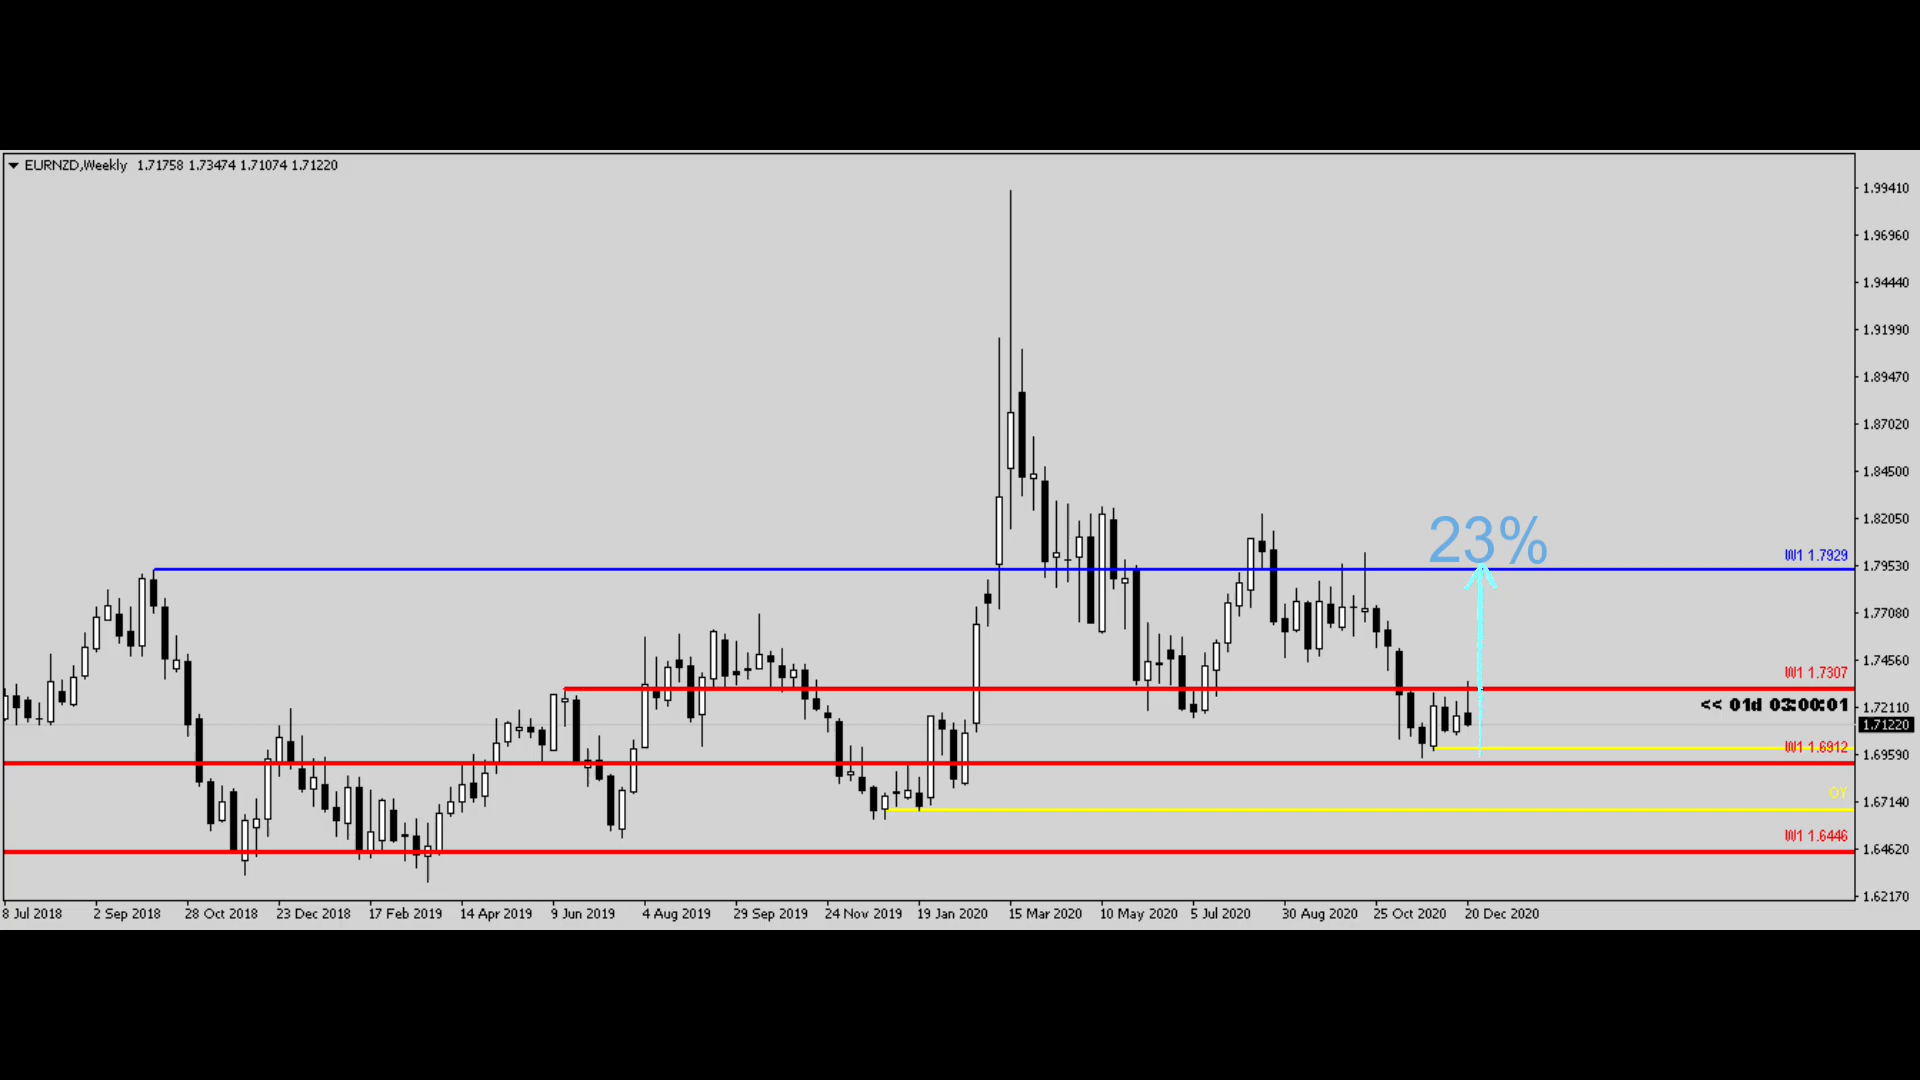 EURNZD,Weekly 1.71758 1.73474 1.71074 1.71220
1.99410
1.96960
1.94440
1.91990
1.89470
1.87020
1.84500
1.82050
23%
W1 1.7929
1.79530
1.77080
1.74560
W1 1.7307
<< 01d 03:00:01
1.72110
1.71220
W1 1.6912
1.69590
OY
1.67140
W1 1.6446
1.64620
1.62170
8 Jul 2018 2 Sep 2018 28 Oct 2018 23 Dec 2018 17 Feb 2019 14 Apr 2019 9 Jun 2019 4 Aug 2019 29 Sep 2019 24 Nov 2019 19 Jan 2020 15 Mar 2020 10 May 2020 5 Jul 2020 30 Aug 2020 25 Oct 2020 20 Dec 2020